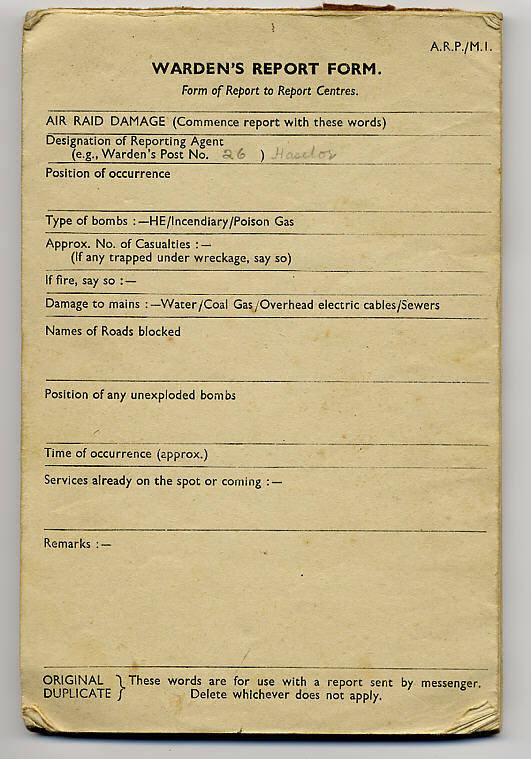 A.R.P./M.I.
WARDEN'S REPORT FORM.
Form of Report to Report Centres.
AIR RAID DAMAGE (Commence report with these words)
Designation of Reporting Agent
(e.g., Warden's Post No. 26 ) Haselor
Position of occurrence
Type of bombs :—HE/Incendiary/Poison Gas
Approx. No. of Casualties :—
(If any trapped under wreckage, say so)
If fire, say so :—
Damage to mains :—Water/Coal Gas/Overhead electric cables/Sewers
Names of Roads blocked
Position of any unexploded bombs
Time of occurrence (approx.)
Services already on the spot or coming :—
Remarks :—
ORIGINAL } These words are for use with a report sent by messenger.
DUPLICATE } Delete whichever does not apply.